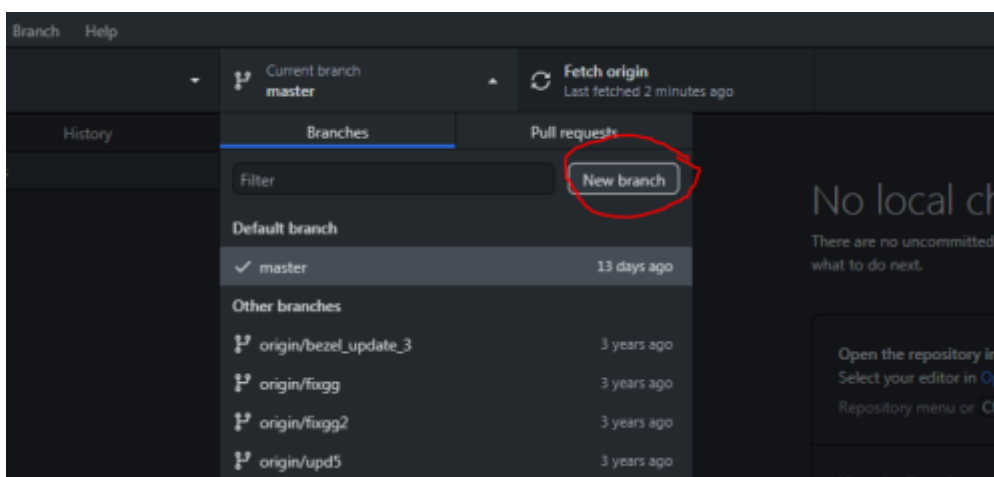 Branch Help
Current branch
master
Fetch origin
Last fetched 2 minutes ago
History
Branches
Pull requests
Filter
New branch
No local
There are no uncommitted
what to do next.
Default branch
master 13 days ago
Other branches
origin/bezel_update_3 3 years ago
origin/fixgg 3 years ago
origin/fixgg2 3 years ago
origin/upd5 3 years ago
Open the repository in
Select your editor in
Repository menu or